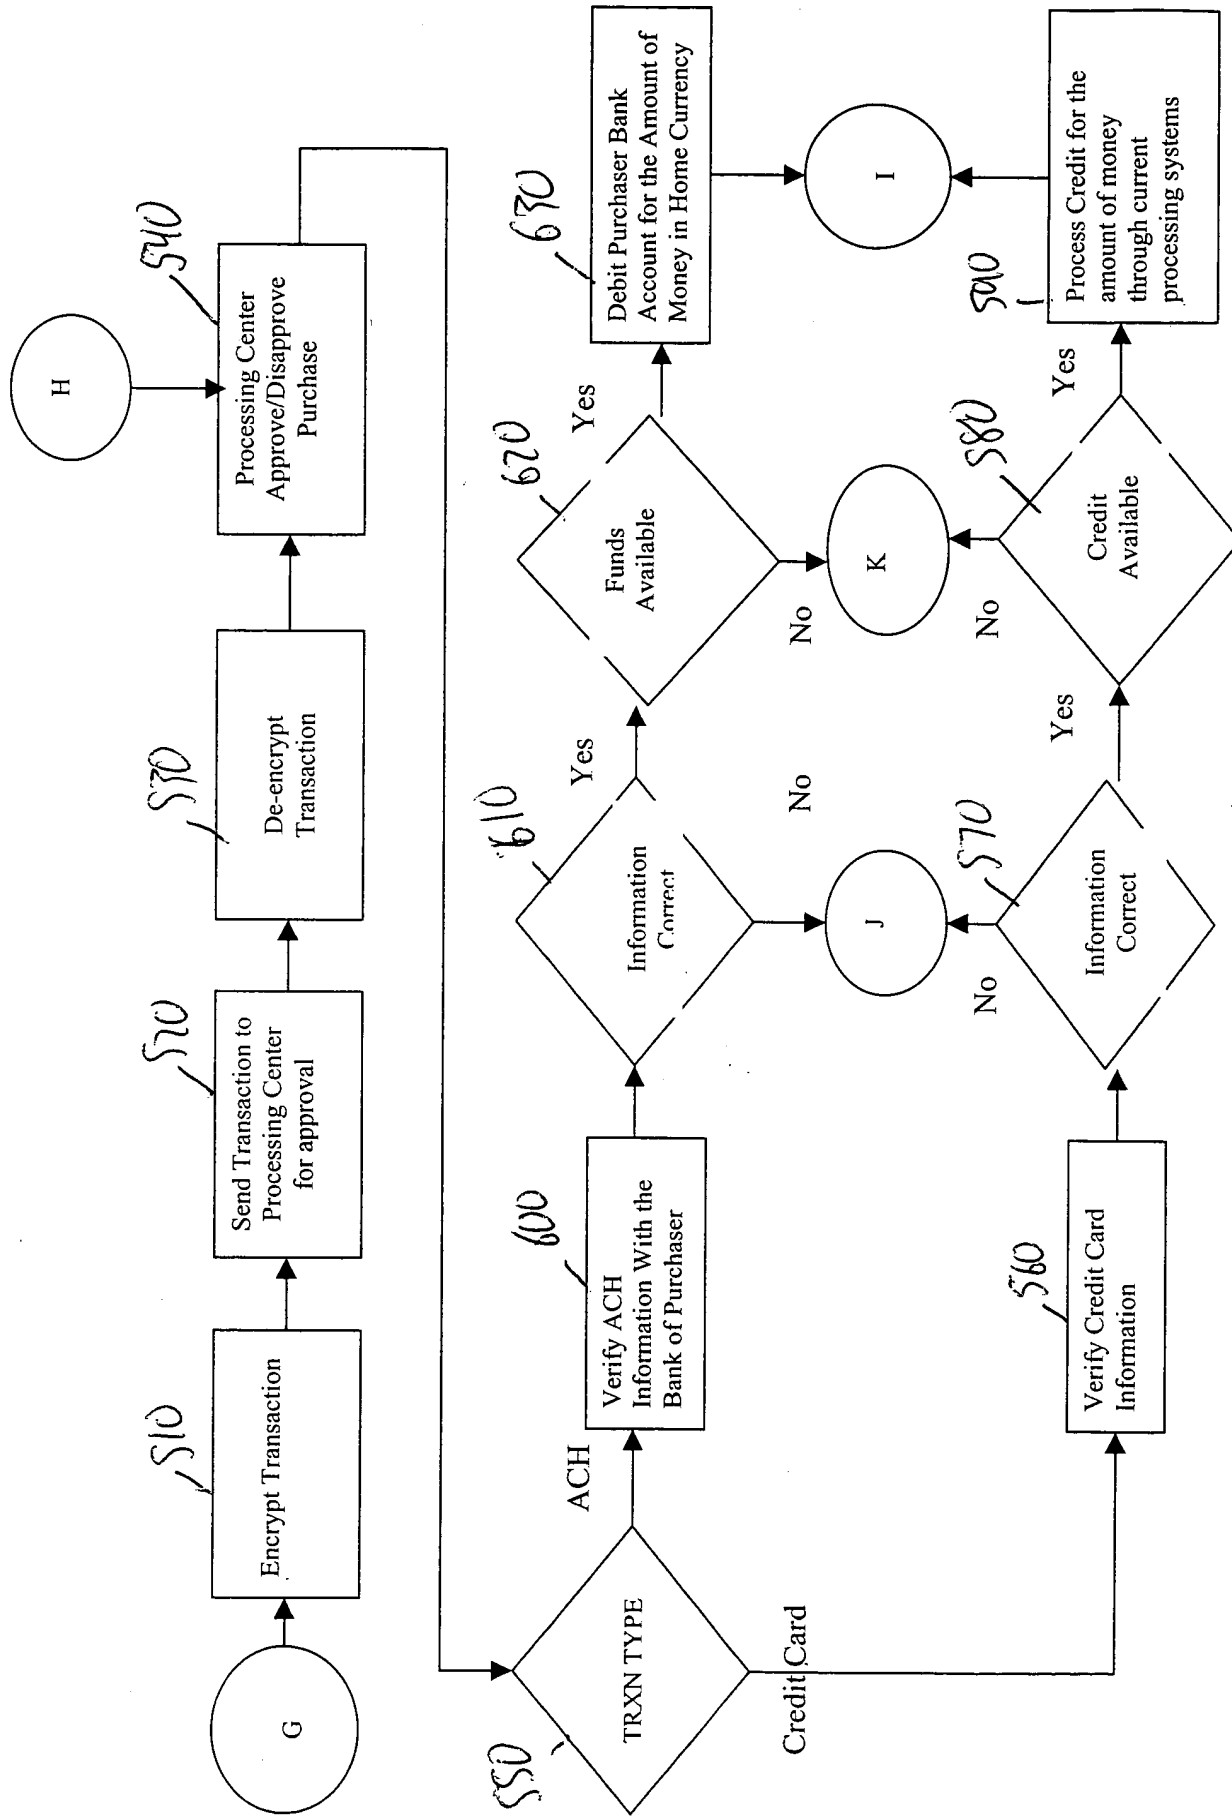 H
540
Processing Center
Approve/Disapprove
Purchase
530
De-encrypt
Transaction
520
Send Transaction to
Processing Center
for approval
510
Encrypt Transaction
G
550
TRXN TYPE
ACH
Credit Card
600
Verify ACH
Information With the
Bank of Purchaser
610
Information
Correct
Yes
No
620
Funds
Available
Yes
No
630
Debit Purchaser Bank
Account for the Amount of
Money in Home Currency
I
K
J
560
Verify Credit Card
Information
570
Information
Correct
No
Yes
580
Credit
Available
No
Yes
590
Process Credit for the
amount of money
through current
processing systems